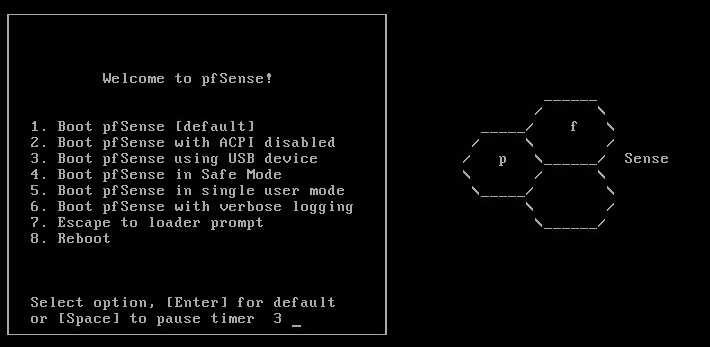 Welcome to pfSense!
1. Boot pfSense [default]
2. Boot pfSense with ACPI disabled
3. Boot pfSense using USB device
4. Boot pfSense in Safe Mode
5. Boot pfSense in single user mode
6. Boot pfSense with verbose logging
7. Escape to loader prompt
8. Reboot
Select option, [Enter] for default
or [Space] to pause timer  3 _
f
p
Sense